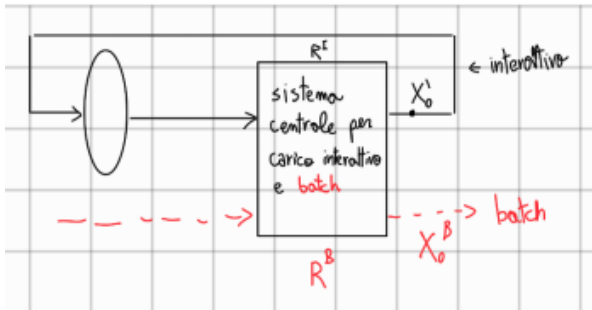 R^I
← interattivo
sistema
centrale per
carico interattivo
e batch
X₀^I
batch
X₀^B
R^B